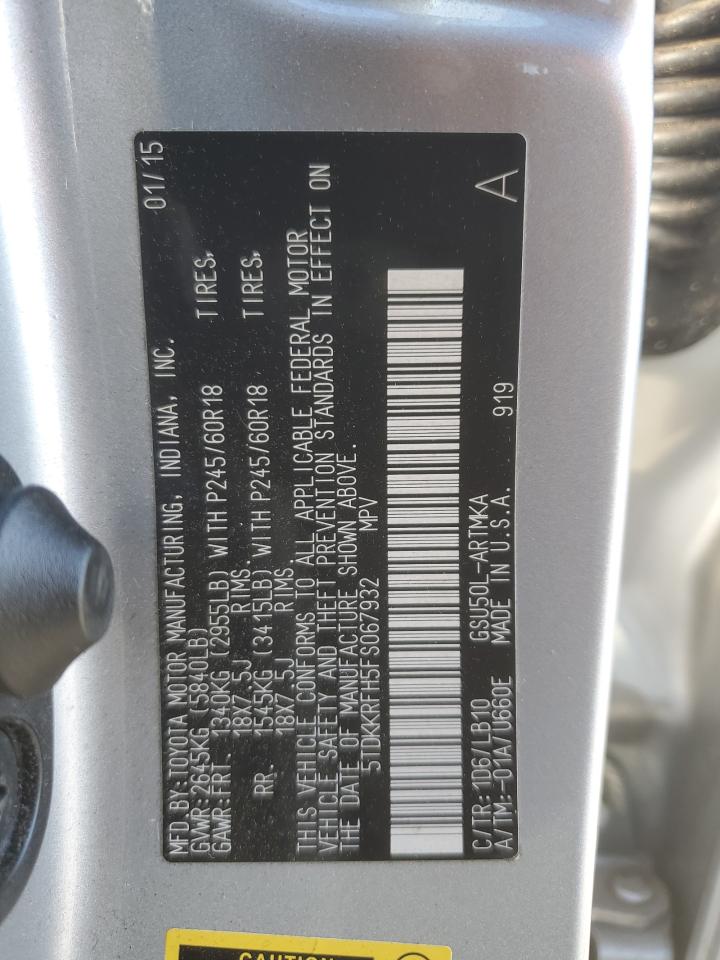 MFD.BY:TOYOTA MOTOR MANUFACTURING, INDIANA, INC. 01/15
GVWR:2645KG (5840LB)
GAWR:FRT. 1340KG (2955LB) WITH P245/60R18 TIRES,
18X7.5J RIMS.
RR. 1545KG (3415LB) WITH P245/60R18 TIRES,
18X7.5J RIMS.
THIS VEHICLE CONFORMS TO ALL APPLICABLE FEDERAL MOTOR
VEHICLE SAFETY AND THEFT PREVENTION STANDARDS IN EFFECT ON
THE DATE OF MANUFACTURE SHOWN ABOVE.
5TDKKRFH5FS067932 MPV
C/TR:1D6/LB10 GSU50L-ARTMKA 919
A/TM:-01A/U660E MADE IN U.S.A. A
CAUTION